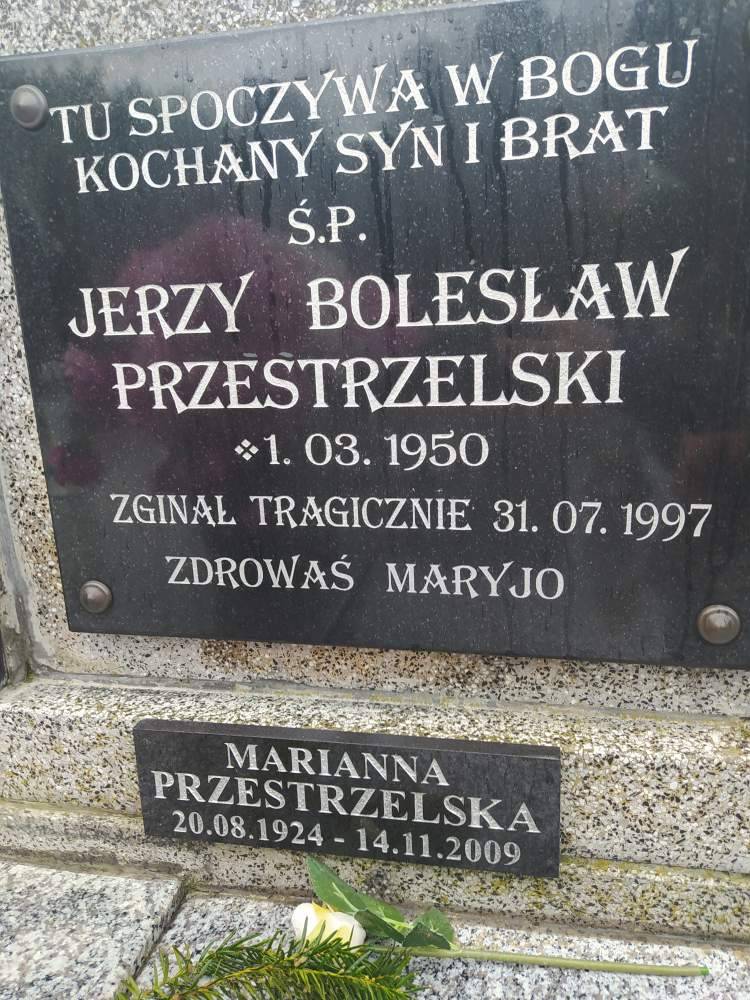 TU SPOCZYWA W BOGU
KOCHANY SYN I BRAT
Ś.P.
JERZY BOLESŁAW
PRZESTRZELSKI
1. 03. 1950
ZGINAŁ TRAGICZNIE 31. 07. 1997
ZDROWAŚ MARYJO
MARIANNA
PRZESTRZELSKA
20.08.1924 - 14.11.2009